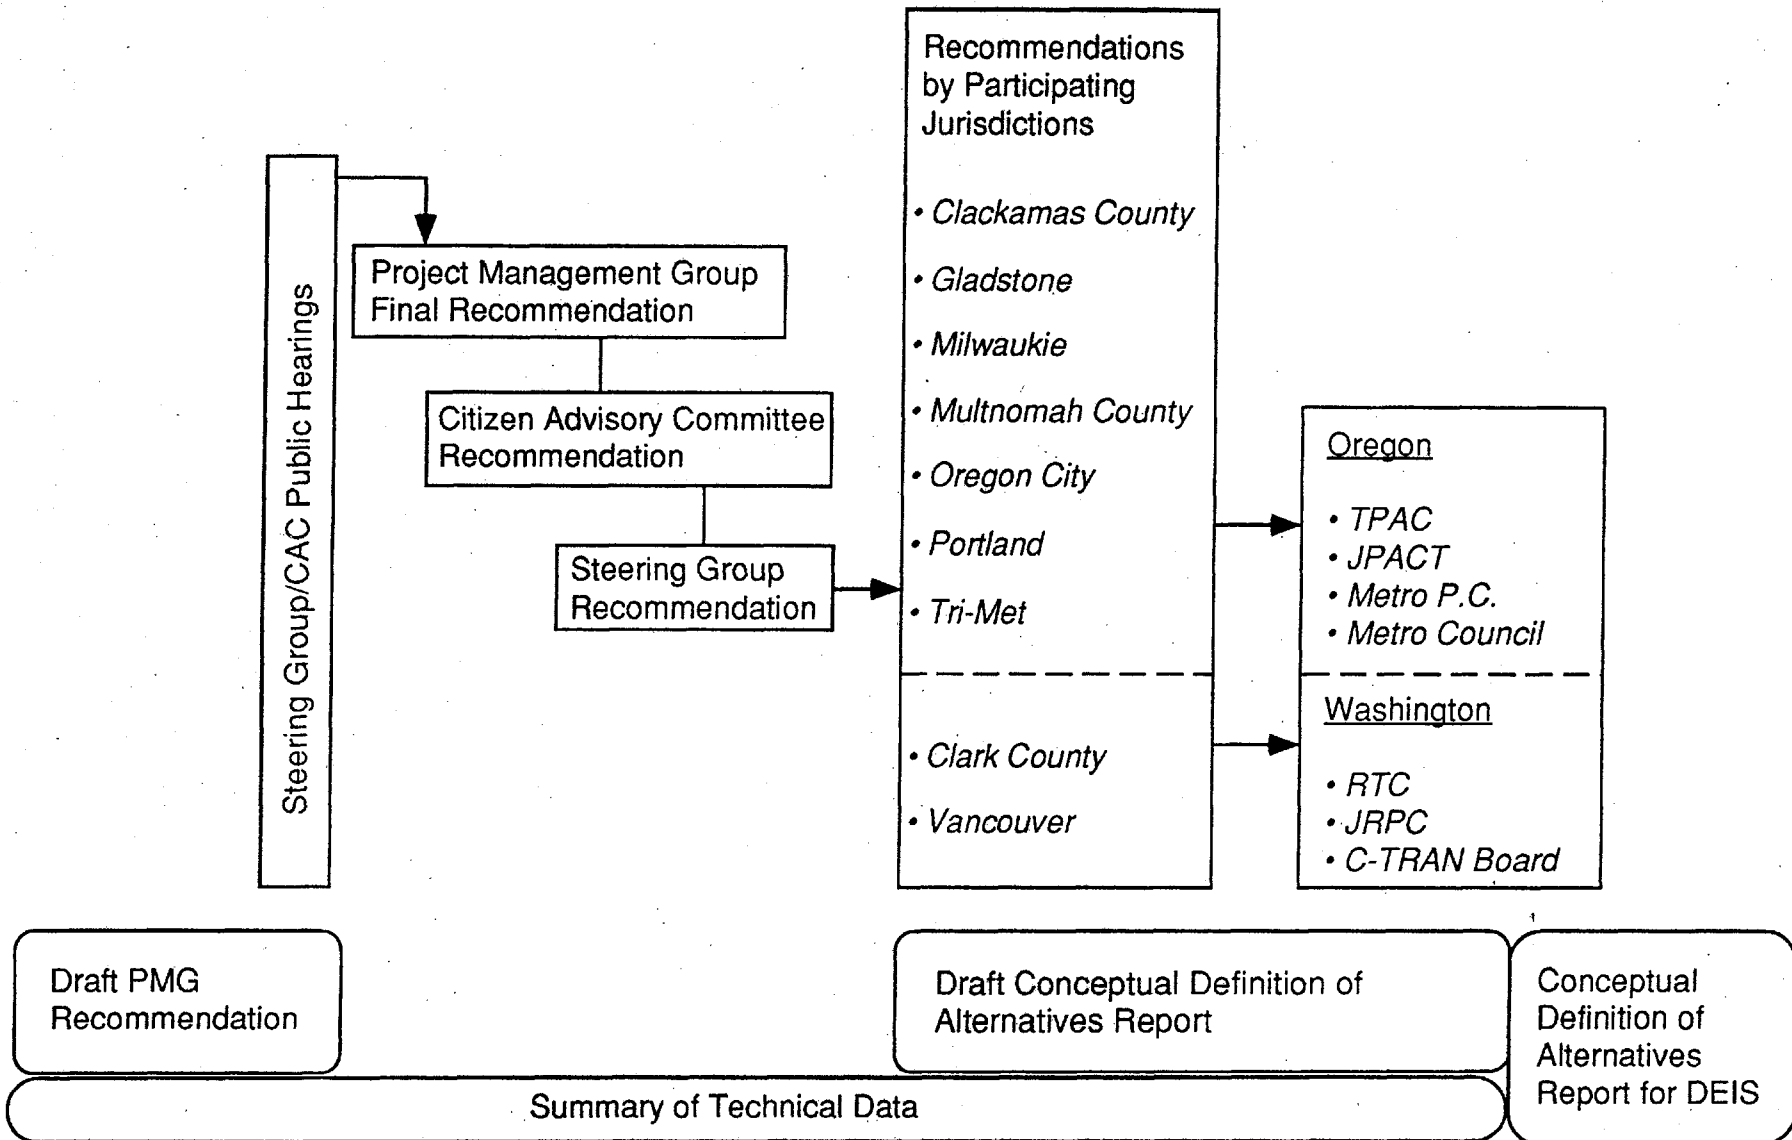 Steering Group/CAC Public Hearings
Project Management Group
Final Recommendation
Citizen Advisory Committee
Recommendation
Steering Group
Recommendation
Recommendations
by Participating
Jurisdictions
• Clackamas County
• Gladstone
• Milwaukie
• Multnomah County
• Oregon City
• Portland
• Tri-Met
• Clark County
• Vancouver
Oregon
• TPAC
• JPACT
• Metro P.C.
• Metro Council
Washington
• RTC
• JRPC
• C-TRAN Board
Draft PMG
Recommendation
Draft Conceptual Definition of
Alternatives Report
Conceptual
Definition of
Alternatives
Report for DEIS
Summary of Technical Data